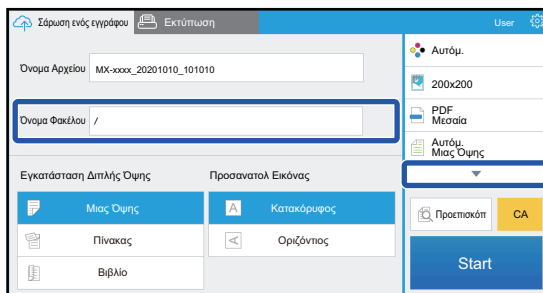 Σάρωση ενός εγγράφου
Εκτύπωση
User
Όνομα Αρχείου
MX-xxxx_20201010_101010
Όνομα Φακέλου
/
Εγκατάσταση Διπλής Όψης
Προσανατολ Εικόνας
Μιας Όψης
A
Κατακόρυφος
Πίνακας
A
Οριζόντιος
Βιβλίο
Αυτόμ.
200x200
PDF
Μεσαία
Αυτόμ.
Μιας Όψης
Προεπισκόπ
CA
Start